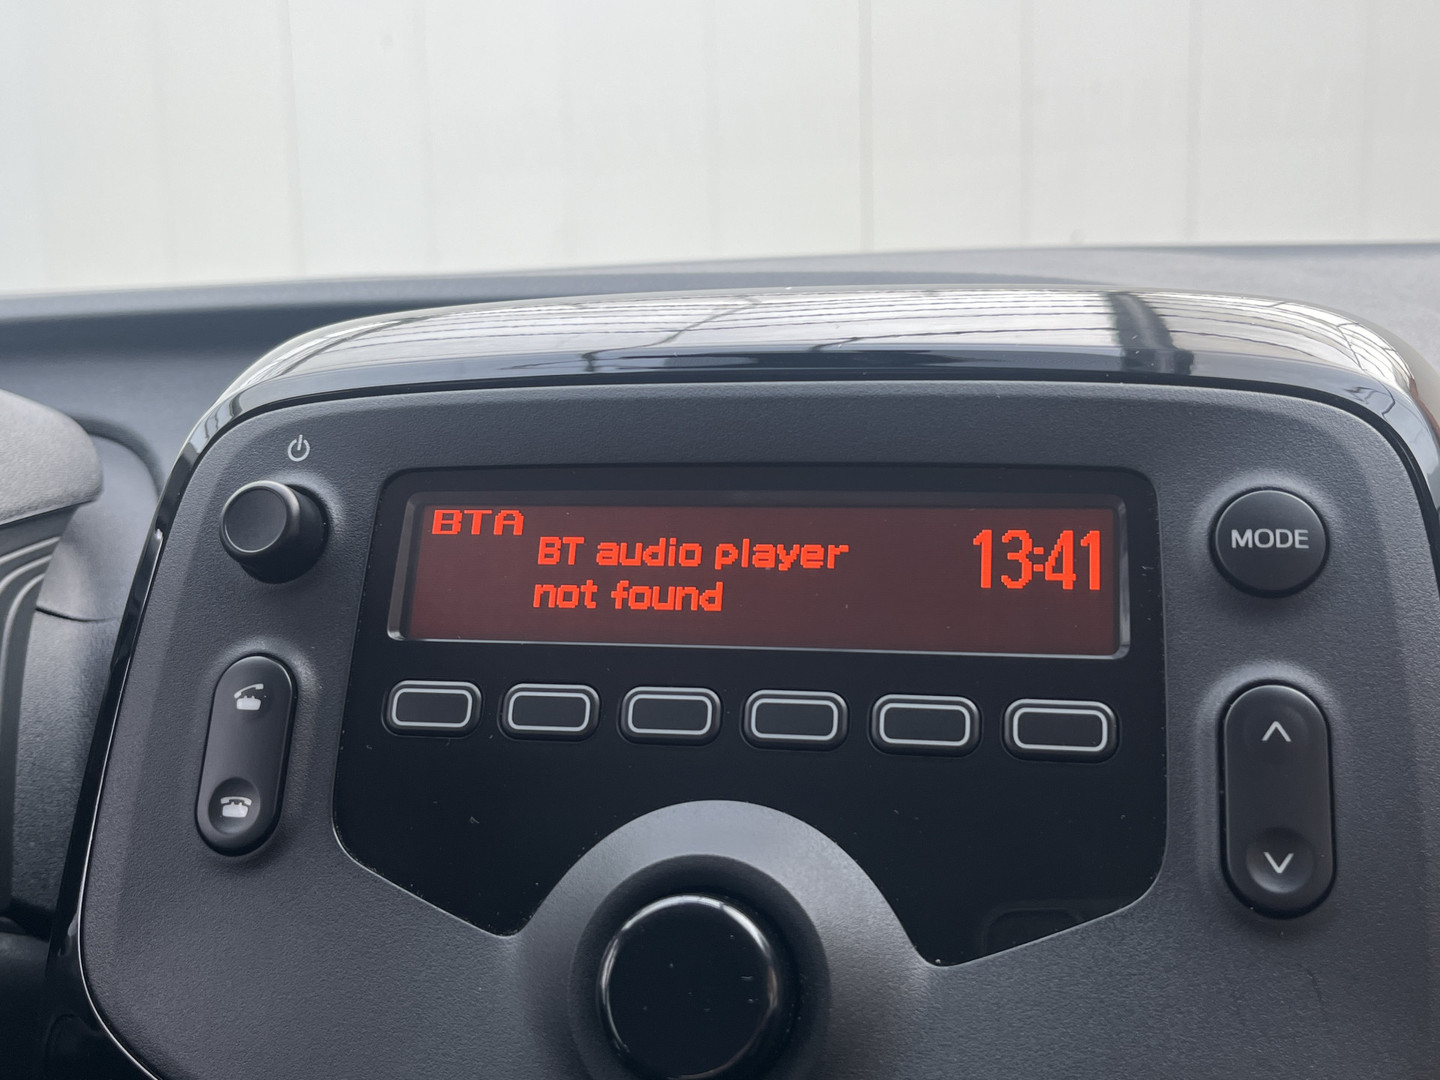 BTA
BT audio player
not found
13:41
MODE